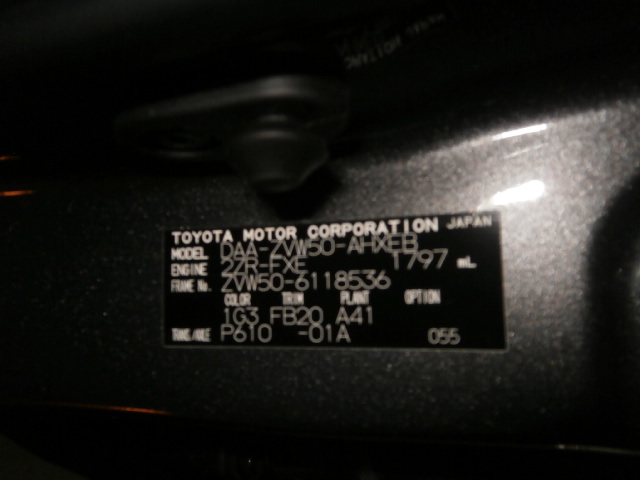 TOYOTA MOTOR CORPORATION JAPAN
MODEL DAA-ZVW50-AHXEB
ENGINE 2ZR-FXE 1797 mL
FRAME No. ZVW50-6118536
COLOR TRIM PLANT OPTION
1G3 FB20 A41
TRANS/AXLE P610 -01A 055